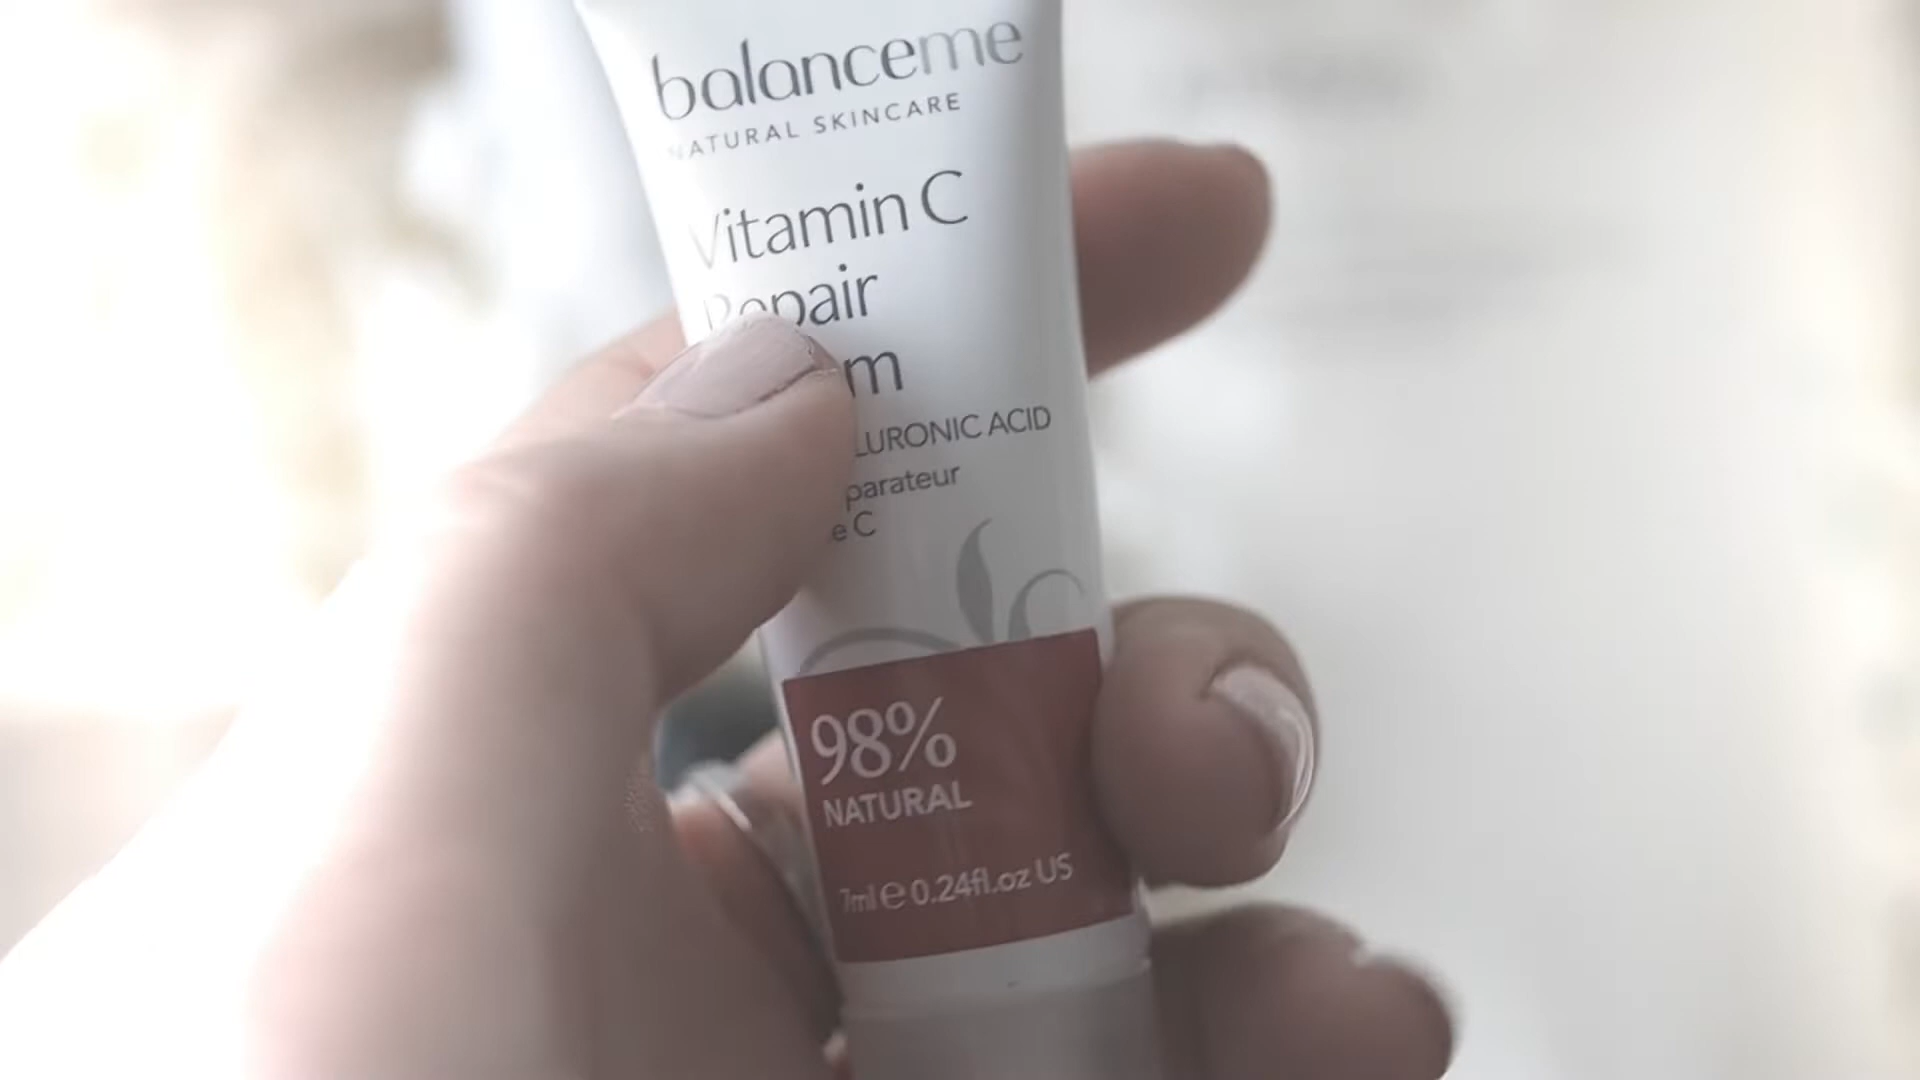 balanceme
NATURAL SKINCARE
Vitamin C
Repair
m
LURONIC ACID
parateur
e C
98%
NATURAL
7ml e 0.24fl.oz US